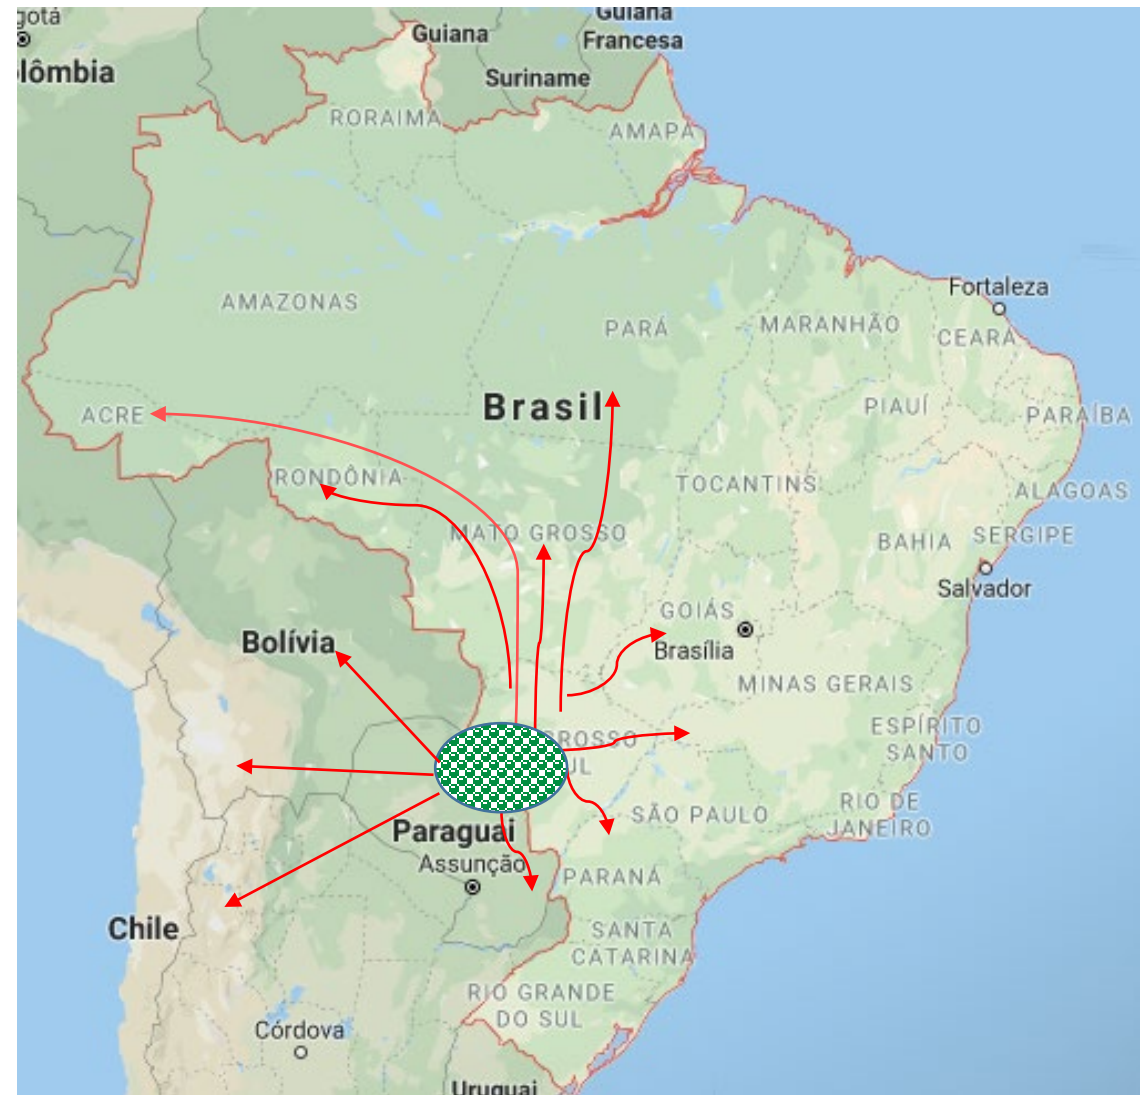 gotá
lômbia
Guiana
Guiana
Francesa
Suriname
RORAIMA
AMAPÁ
AMAZONAS
PARÁ
MARANHÃO
Fortaleza
CEARÁ
Brasil
ACRE
PIAUÍ
PARAÍBA
RONDÔNIA
TOCANTINS
ALAGOAS
MATO GROSSO
BAHIA
SERGIPE
Salvador
GOIÁS
Brasília
Bolívia
MINAS GERAIS
ESPÍRITO
SANTO
GROSSO
UL
SÃO PAULO
RIO DE
JANEIRO
Paraguai
Assunção
PARANÁ
Chile
SANTA
CATARINA
RIO GRANDE
DO SUL
Córdova
Uruguai